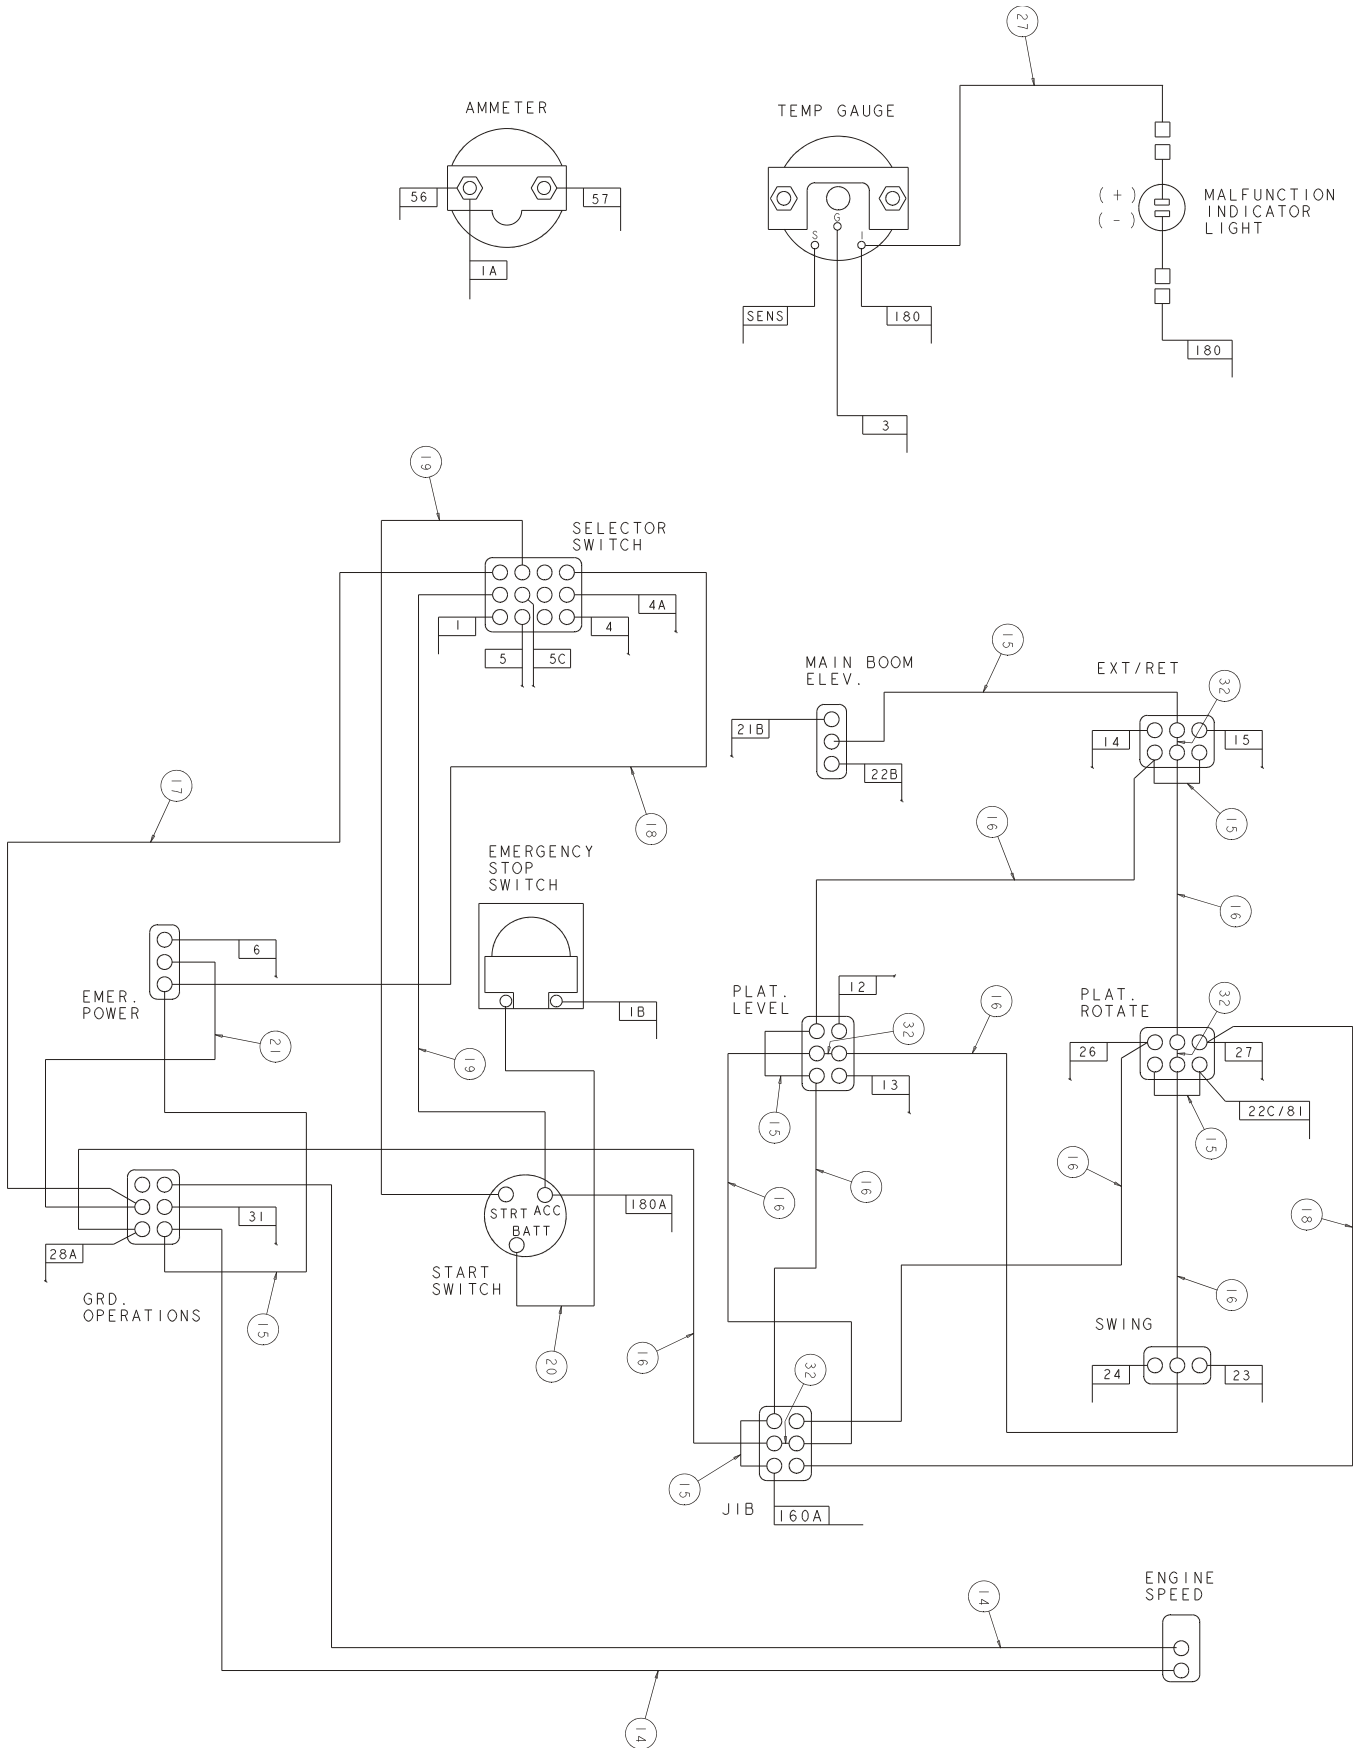 27
AMMETER
TEMP GAUGE
56
57
1A
S
G
I
SENS
180
3
(+)
(-)
MALFUNCTION
INDICATOR
LIGHT
180
19
SELECTOR
SWITCH
1
4A
4
5
5C
15
MAIN BOOM
ELEV.
EXT/RET
32
21B
22B
14
15
15
17
18
16
16
EMERGENCY
STOP
SWITCH
6
EMER.
POWER
1B
21
19
PLAT.
LEVEL
12
32
13
15
16
16
16
PLAT.
ROTATE
32
26
27
22C/81
15
16
18
31
28A
GRD.
OPERATIONS
15
STRT
ACC
BATT
180A
START
SWITCH
20
16
16
SWING
24
23
32
15
JIB
160A
ENGINE
SPEED
14
14